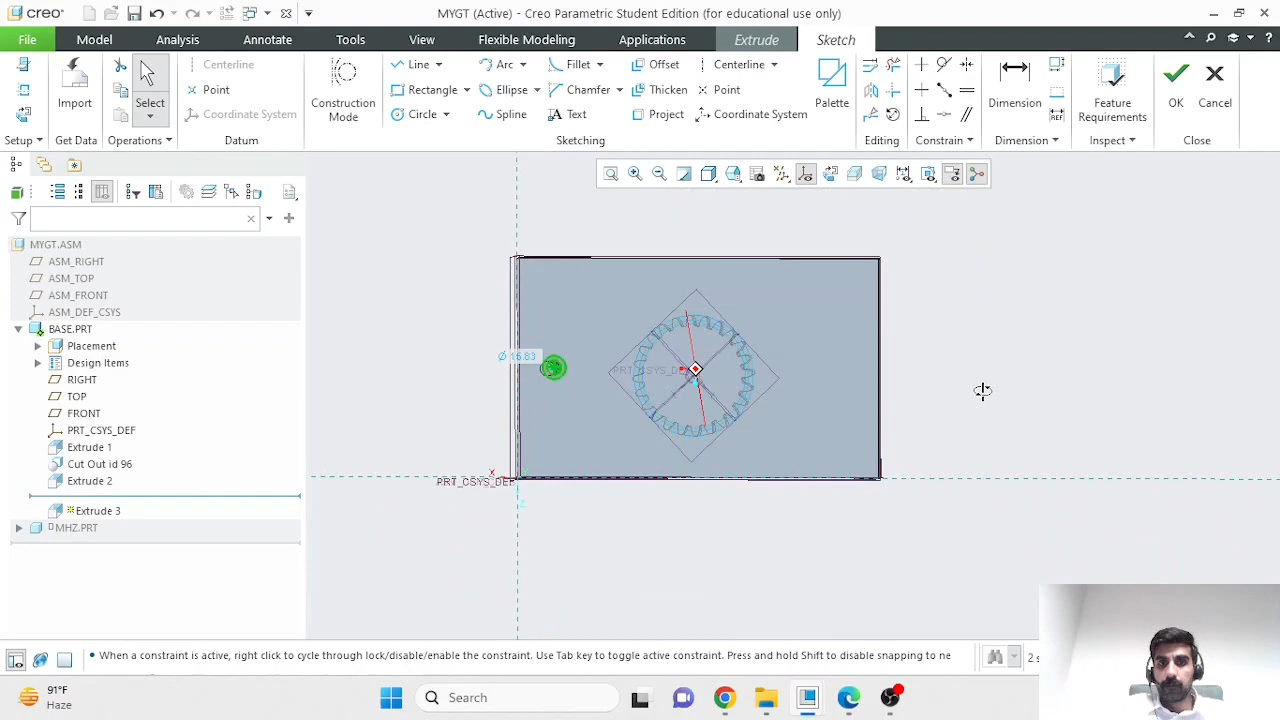 creo
MYGT (Active) - Creo Parametric Student Edition (for educational use only)
File
Model
Analysis
Annotate
Tools
View
Flexible Modeling
Applications
Extrude
Sketch
Import
Select
Centerline
Point
Coordinate System
Construction
Mode
Line
Rectangle
Circle
Arc
Ellipse
Spline
Fillet
Chamfer
Text
Offset
Thicken
Project
Centerline
Point
Coordinate System
Palette
Dimension
REF
Feature
Requirements
OK
Cancel
Setup
Get Data
Operations
Datum
Sketching
Editing
Constrain
Dimension
Inspect
Close
MYGT.ASM
ASM_RIGHT
ASM_TOP
ASM_FRONT
ASM_DEF_CSYS
BASE.PRT
Placement
Design Items
RIGHT
TOP
FRONT
PRT_CSYS_DEF
Extrude 1
Cut Out id 96
Extrude 2
Extrude 3
MHZ.PRT
Ø 16.83
X
PRT_CSYS_DEF
Z
When a constraint is active, right click to cycle through lock/disable/enable the constraint. Use Tab key to toggle active constraint. Press and hold Shift to disable snapping to ne
2 s
91°F
Haze
Search